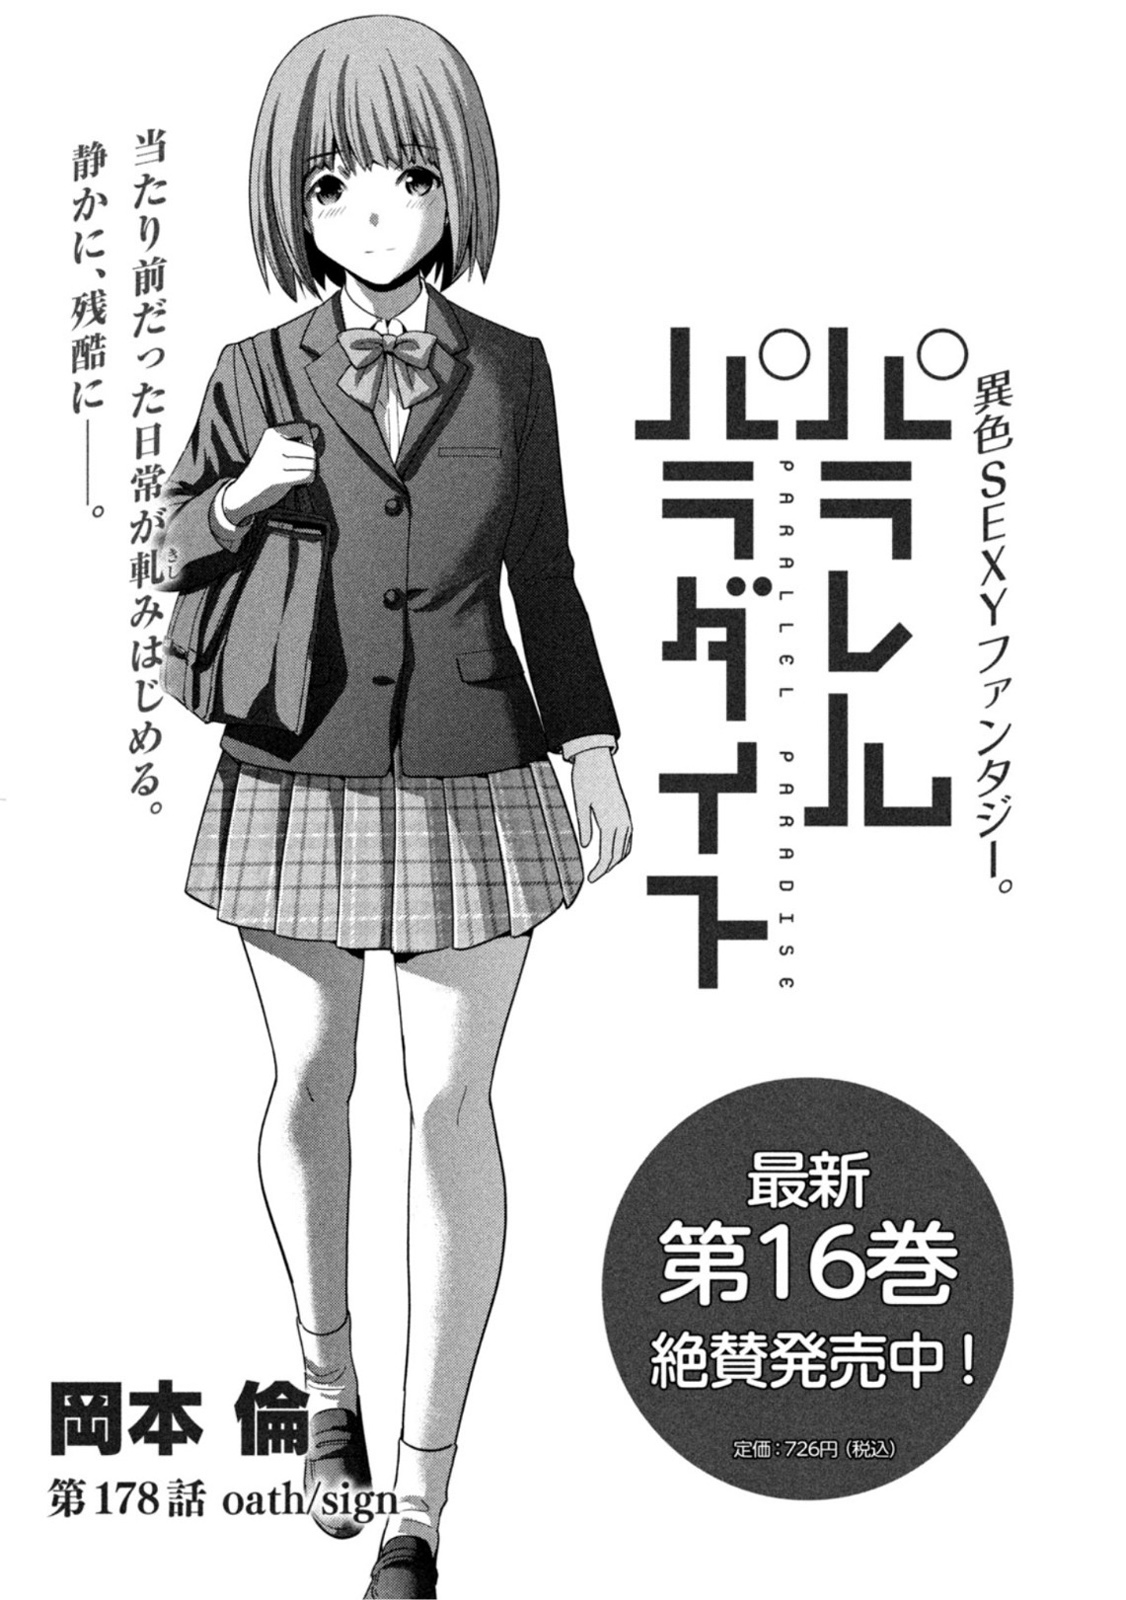 異色SEXYファンタジー。
パラレル
パラダイス
PARALLEL PARADISE
当たり前だった日常が軋みはじめる。
きし
静かに、残酷に――。
最新
第16巻
絶賛発売中!
定価:726円(税込)
岡本 倫
第178話 oath/sign